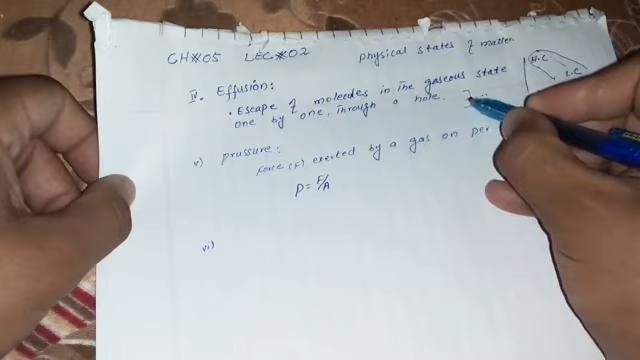 CH#05 LEC#02 physical states of matter
H.C
L.C
IV. Effusion:
• Escape of molecules in the gaseous state
one by one, through a hole.
v) pressure:
Force (F) exerted by a gas on per
P = F/A
vi)